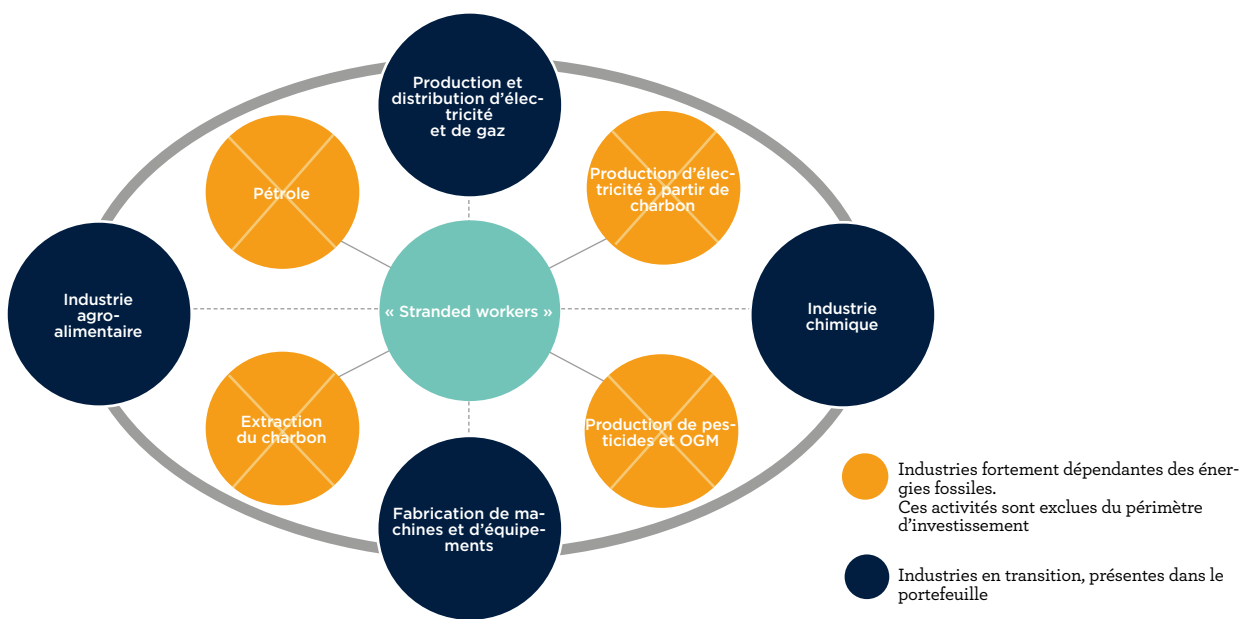 Production et
distribution d’élec-
tricité
et de gaz
Pétrole
Production d’élec-
tricité à partir de
charbon
Industrie
agro-
alimentaire
« Stranded workers »
Industrie
chimique
Extraction
du charbon
Production de pes-
ticides et OGM
Fabrication de ma-
chines et d’équipe-
ments
Industries fortement dépendantes des éner-
gies fossiles.
Ces activités sont exclues du périmètre
d’investissement
Industries en transition, présentes dans le
portefeuille